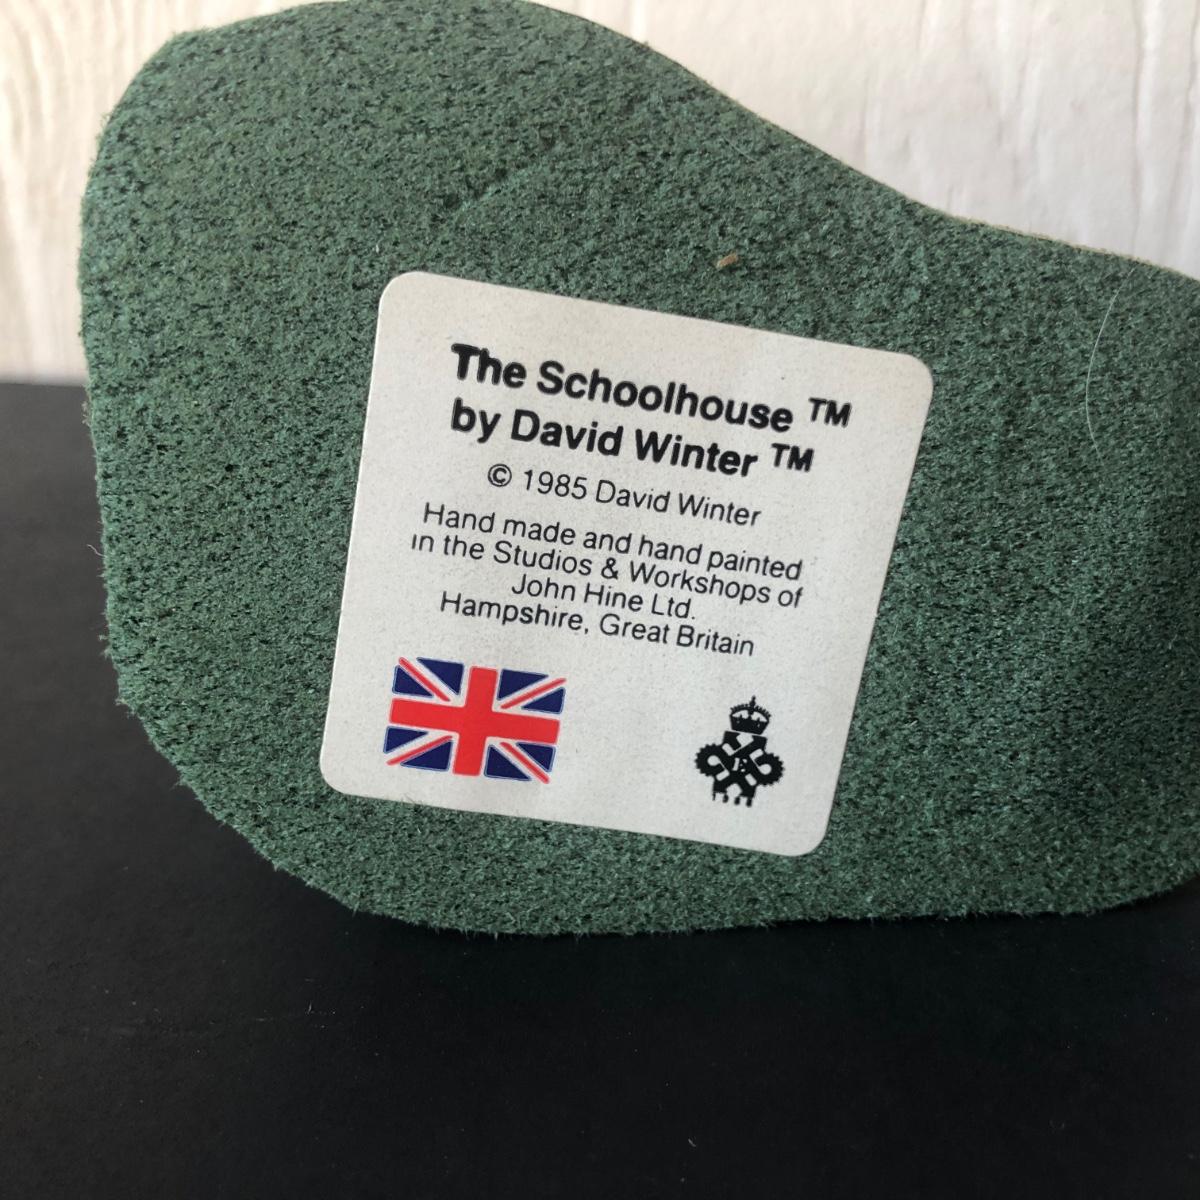 The Schoolhouse ™
by David Winter ™
© 1985 David Winter
Hand made and hand painted
in the Studios & Workshops of
John Hine Ltd.
Hampshire, Great Britain